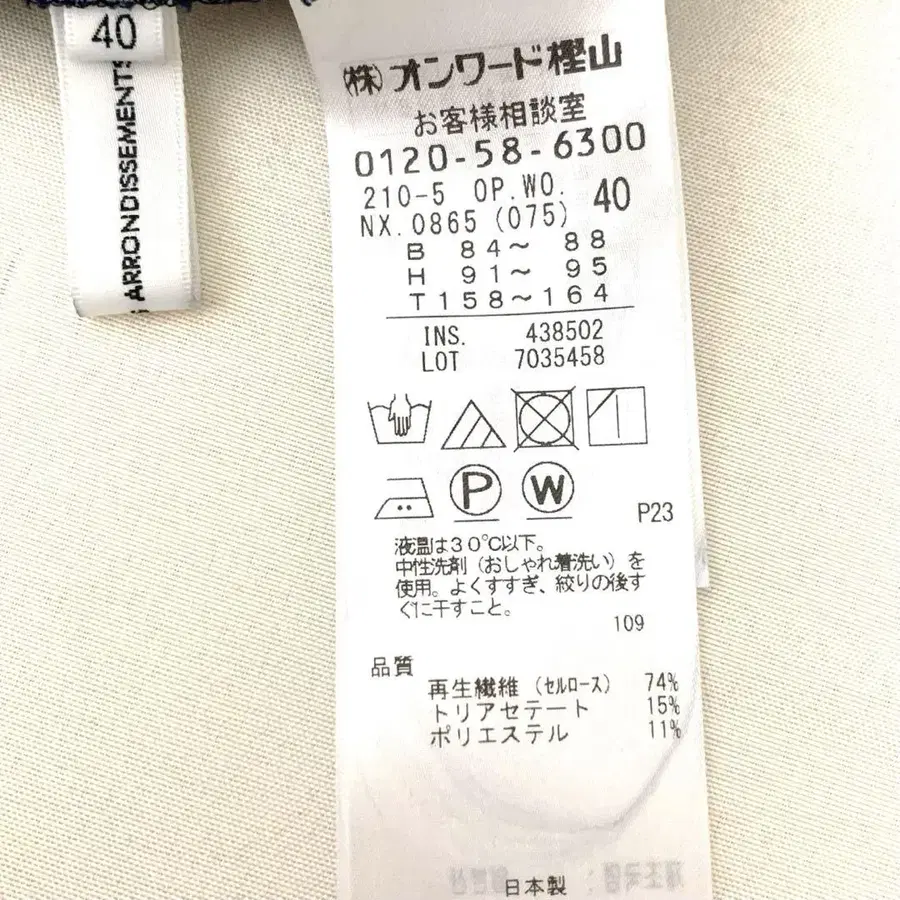 40
ARRONDISSEMENTS
(株)オンワード樫山
お客様相談室
0120-58-6300
210-5 OP.WO. 40
NX.0865 (075)
B 84~ 88
H 91~ 95
T158~164
INS. 438502
LOT 7035458
P W
P23
液温は30℃以下。
中性洗剤(おしゃれ着洗い)を
使用。よくすすぎ、絞りの後す
ぐに干すこと。
109
品質
再生繊維(セルロース) 74%
トリアセテート 15%
ポリエステル 11%
日本製